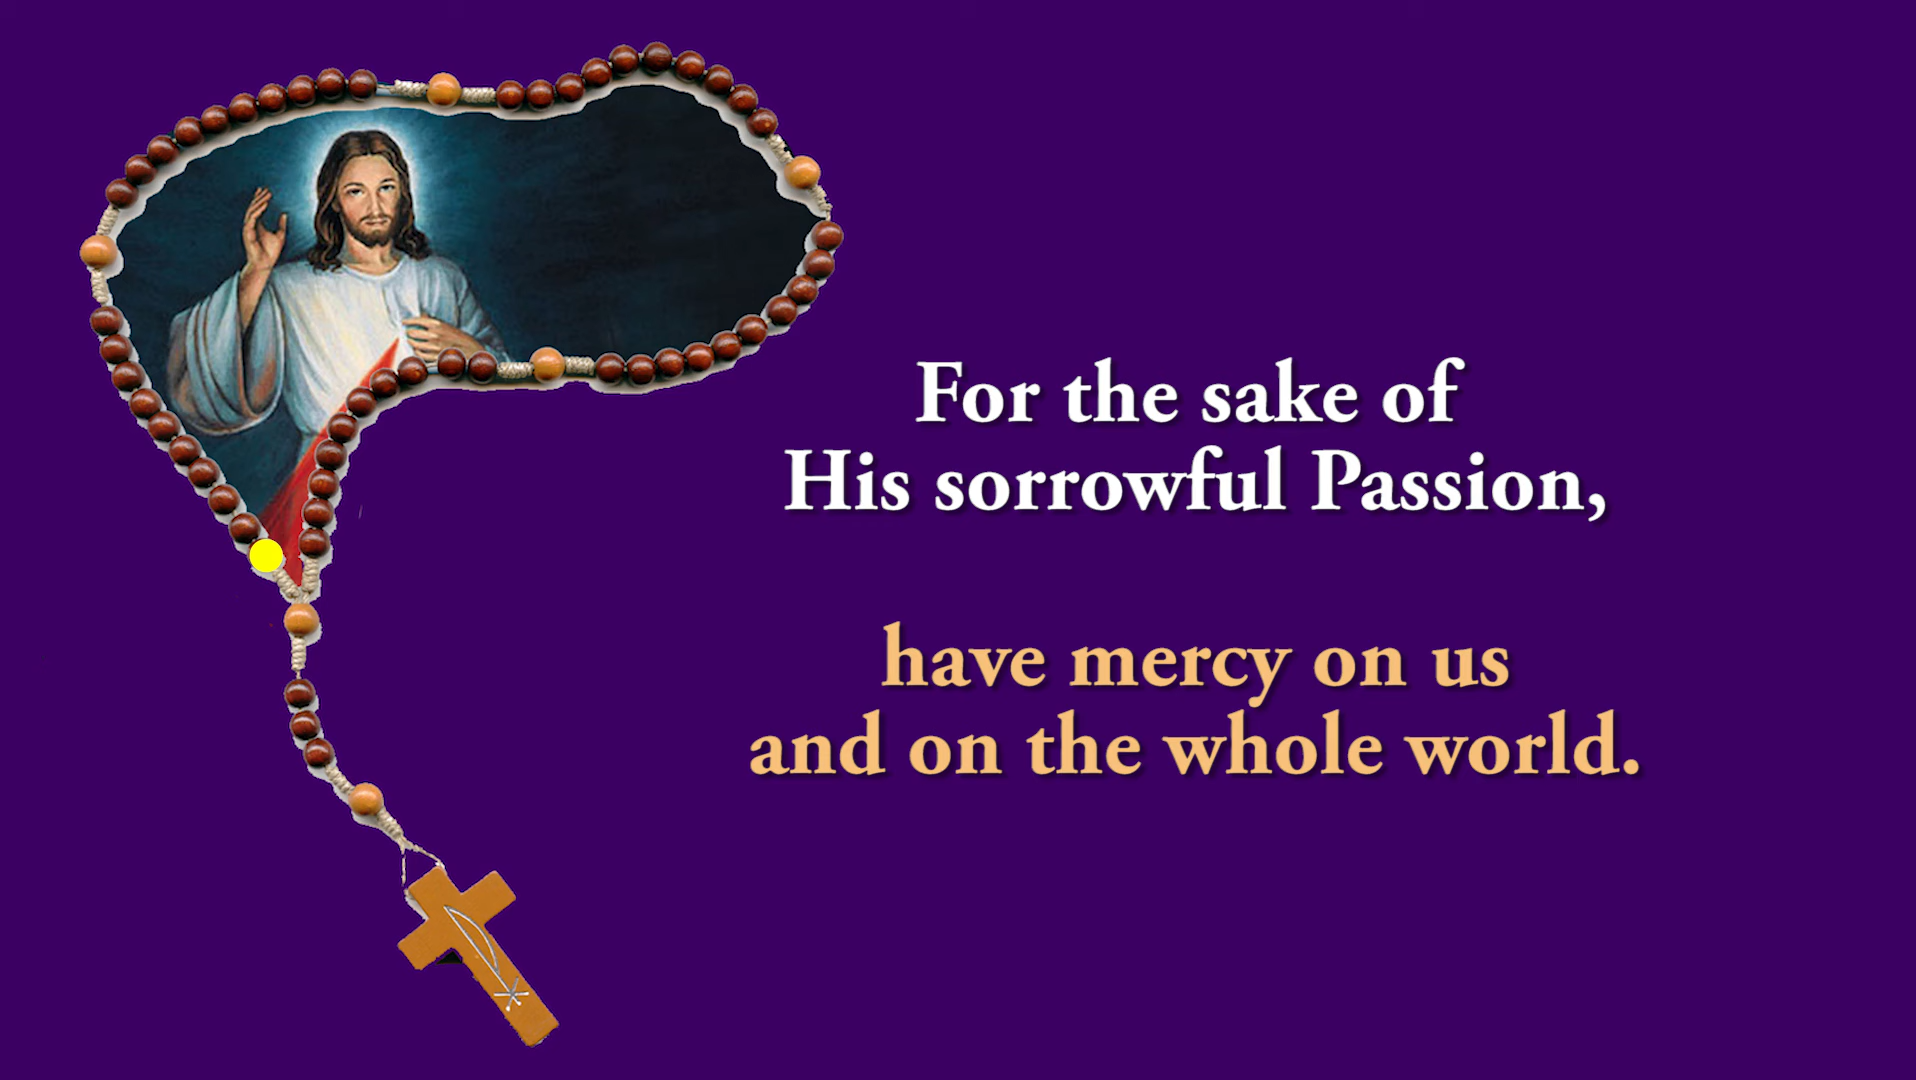 For the sake of
His sorrowful Passion,
have mercy on us
and on the whole world.